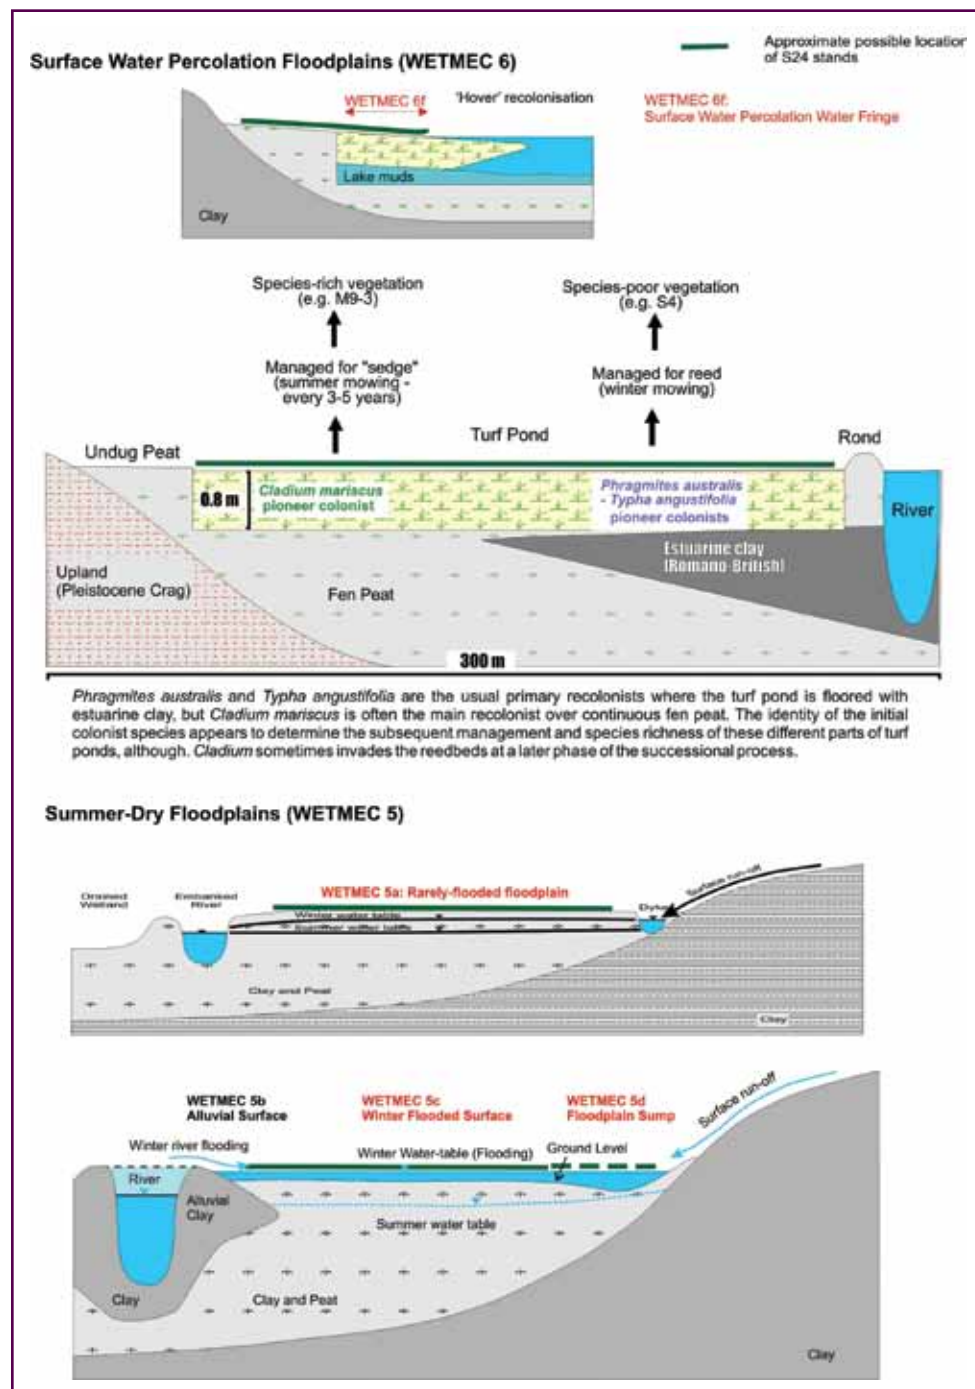 Approximate possible location
of S24 stands
Surface Water Percolation Floodplains (WETMEC 6)
WETMEC 6f
'Hover' recolonisation
WETMEC 6f:
Surface Water Percolation Water Fringe
Lake muds
Clay
Species-rich vegetation
(e.g. M9-3)
Species-poor vegetation
(e.g. S4)
Managed for "sedge"
(summer mowing -
every 3-5 years)
Managed for reed
(winter mowing)
Undug Peat
Turf Pond
Rond
0.8 m
Cladium mariscus
pioneer colonist
Phragmites australis
- Typha angustifolia
pioneer colonists
River
Estuarine clay
(Romano-British)
Upland
(Pleistocene Crag)
Fen Peat
300 m
Phragmites australis and Typha angustifolia are the usual primary recolonists where the turf pond is floored with
estuarine clay, but Cladium mariscus is often the main recolonist over continuous fen peat. The identity of the initial
colonist species appears to determine the subsequent management and species richness of these different parts of turf
ponds, although. Cladium sometimes invades the reedbeds at a later phase of the successional process.
Summer-Dry Floodplains (WETMEC 5)
Drained
Wetland
Embanked
River
WETMEC 5a: Rarely-flooded floodplain
Surface run-off
Dyke
Winter water table
Summer water table
Clay and Peat
Clay
WETMEC 5b
Alluvial Surface
WETMEC 5c
Winter Flooded Surface
WETMEC 5d
Floodplain Sump
Surface run-off
Winter river flooding
Winter Water-table (Flooding)
Ground Level
River
Alluvial
Clay
Summer water table
Clay
Clay and Peat
Clay